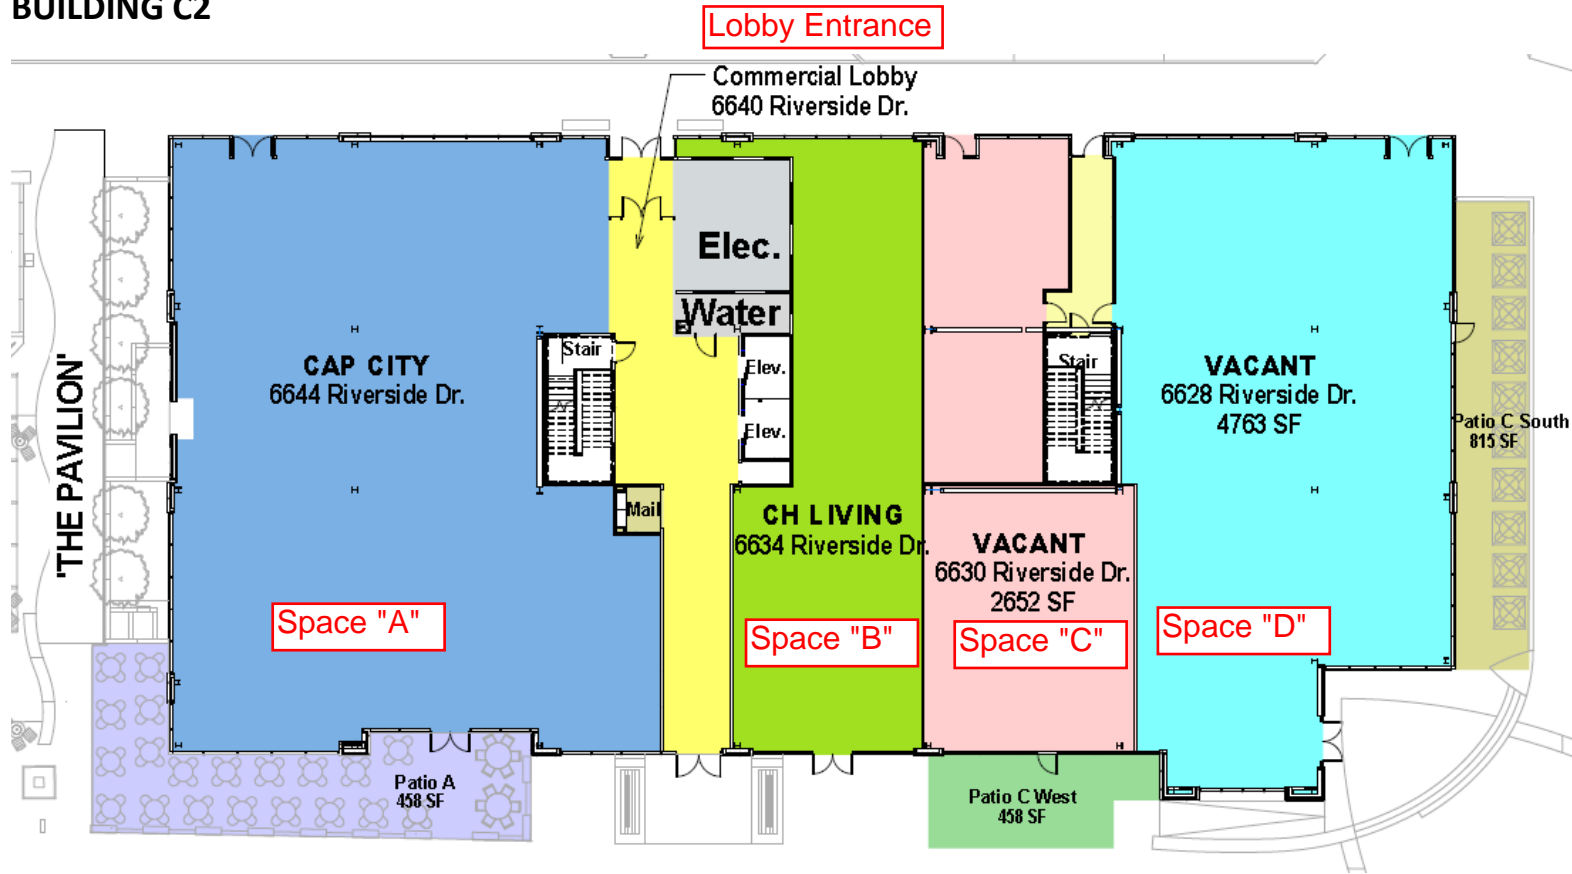 BUILDING C2
Lobby Entrance
Commercial Lobby
6640 Riverside Dr.
Elec.
Water
E
Stair
Elev.
Elev.
Stair
CAP CITY
6644 Riverside Dr.
VACANT
6628 Riverside Dr.
4763 SF
Patio C South
815 SF
'THE PAVILION'
Mail
CH LIVING
6634 Riverside Dr.
VACANT
6630 Riverside Dr.
2652 SF
Space "A"
Space "B"
Space "C"
Space "D"
Patio A
458 SF
Patio C West
458 SF